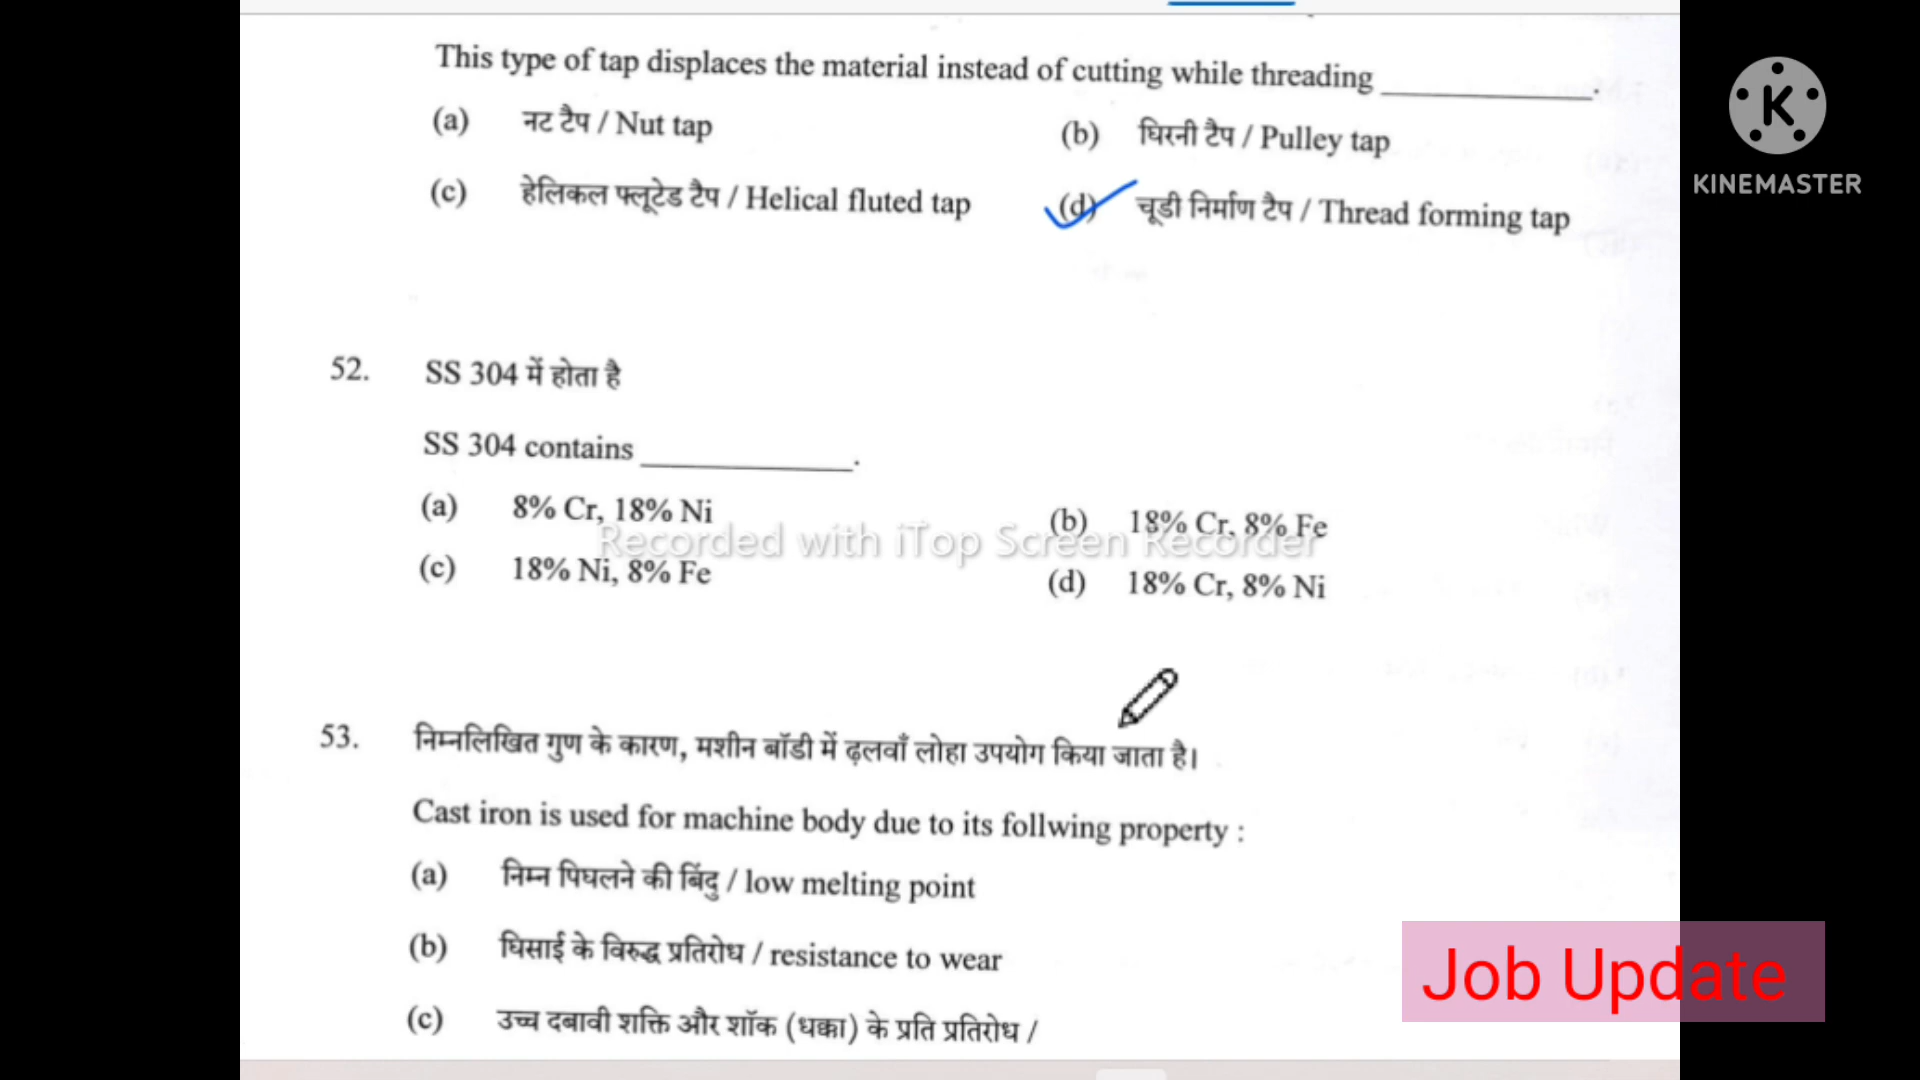 This type of tap displaces the material instead of cutting while threading ____________.
(a) नट टैप / Nut tap (b) घिरनी टैप / Pulley tap
(c) हेलिकल फ्लूटेड टैप / Helical fluted tap (d) चूडी निर्माण टैप / Thread forming tap
K
KINEMASTER
52. SS 304 में होता है
SS 304 contains ____________.
(a) 8% Cr, 18% Ni (b) 18% Cr, 8% Fe
Recorded with iTop Screen Recorder
(c) 18% Ni, 8% Fe (d) 18% Cr, 8% Ni
53. निम्नलिखित गुण के कारण, मशीन बॉडी में ढ़लवाँ लोहा उपयोग किया जाता है।
Cast iron is used for machine body due to its follwing property :
(a) निम्न पिघलने की बिंदु / low melting point
(b) घिसाई के विरुद्ध प्रतिरोध / resistance to wear
(c) उच्च दबावी शक्ति और शॉक (धक्का) के प्रति प्रतिरोध /
Job Update